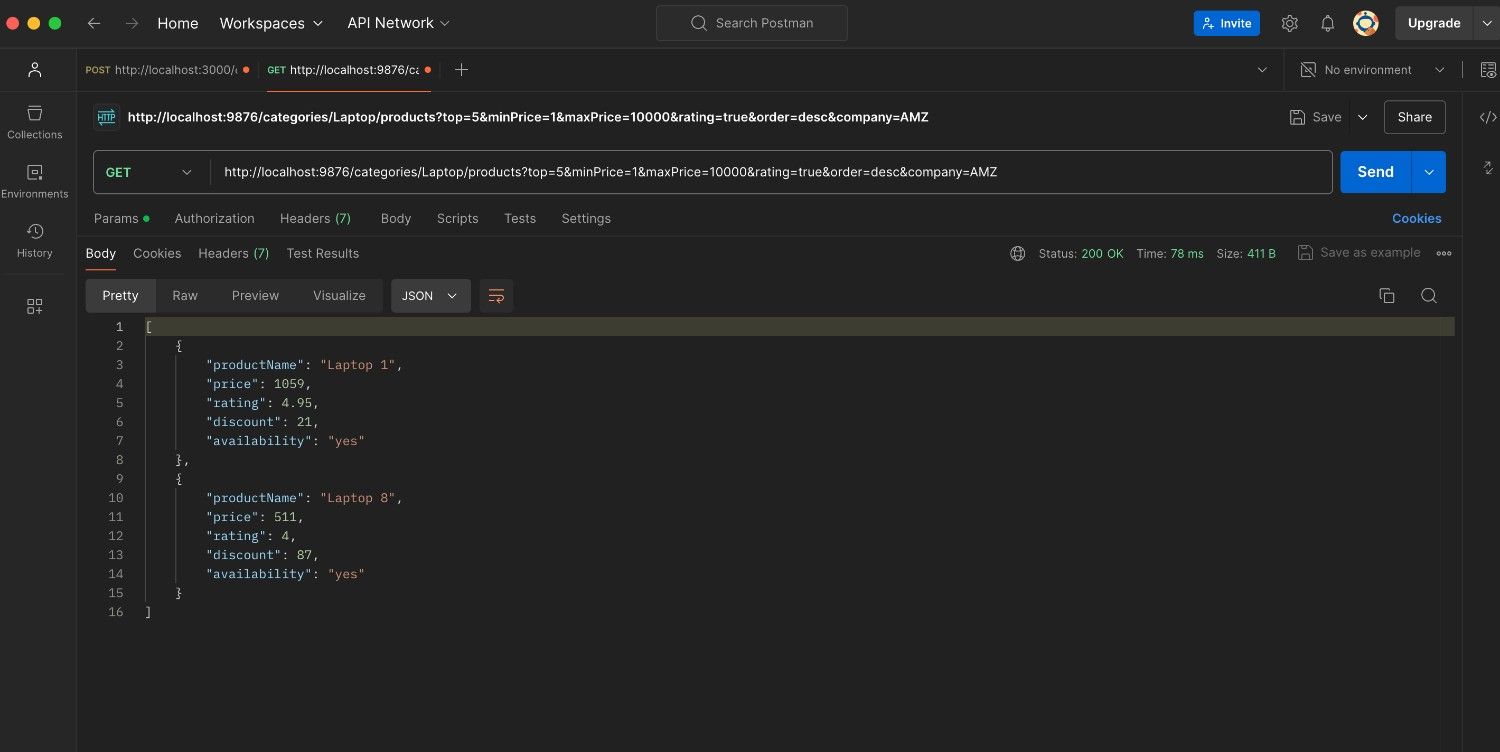 Home Workspaces API Network Search Postman Invite Upgrade
POST http://localhost:3000/ GET http://localhost:9876/ca No environment
HTTP http://localhost:9876/categories/Laptop/products?top=5&minPrice=1&maxPrice=10000&rating=true&order=desc&company=AMZ Save Share
GET http://localhost:9876/categories/Laptop/products?top=5&minPrice=1&maxPrice=10000&rating=true&order=desc&company=AMZ Send
Collections
Environments
History
Params Authorization Headers (7) Body Scripts Tests Settings Cookies
Body Cookies Headers (7) Test Results Status: 200 OK Time: 78 ms Size: 411 B Save as example
Pretty Raw Preview Visualize JSON
1 [
2 {
3 "productName": "Laptop 1",
4 "price": 1059,
5 "rating": 4.95,
6 "discount": 21,
7 "availability": "yes"
8 },
9 {
10 "productName": "Laptop 8",
11 "price": 511,
12 "rating": 4,
13 "discount": 87,
14 "availability": "yes"
15 }
16 ]